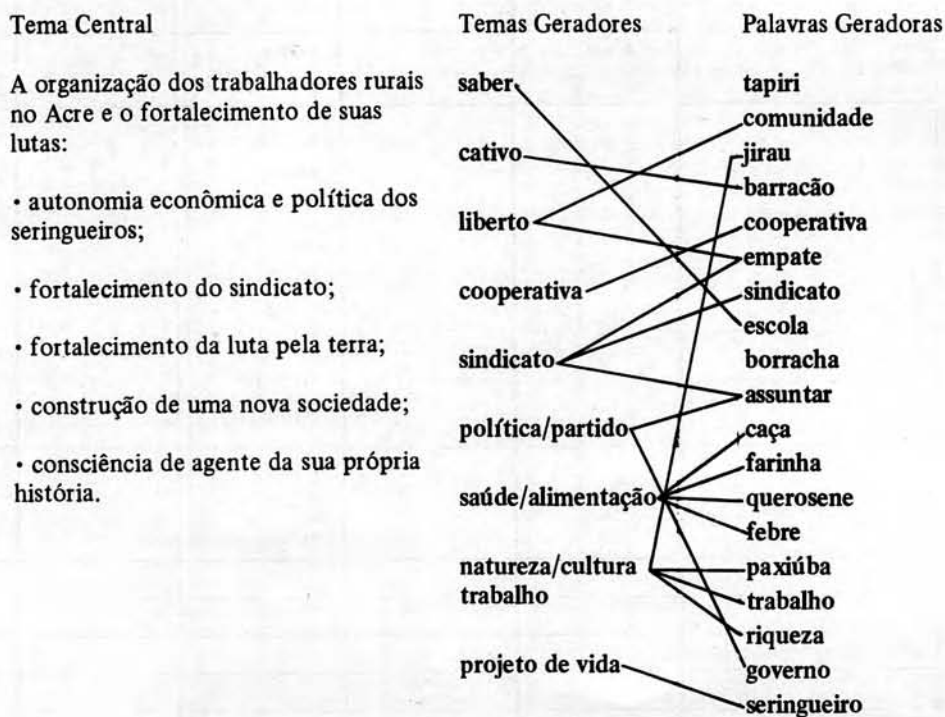 Tema Central
A organização dos trabalhadores rurais
no Acre e o fortalecimento de suas
lutas:
• autonomia econômica e política dos
seringueiros;
• fortalecimento do sindicato;
• fortalecimento da luta pela terra;
• construção de uma nova sociedade;
• consciência de agente da sua própria
história.
Temas Geradores
saber
cativo
liberto
cooperativa
sindicato
política/partido
saúde/alimentação
natureza/cultura
trabalho
projeto de vida
Palavras Geradoras
tapiri
comunidade
jirau
barracão
cooperativa
empate
sindicato
escola
borracha
assuntar
caça
farinha
querosene
febre
paxiúba
trabalho
riqueza
governo
seringueiro